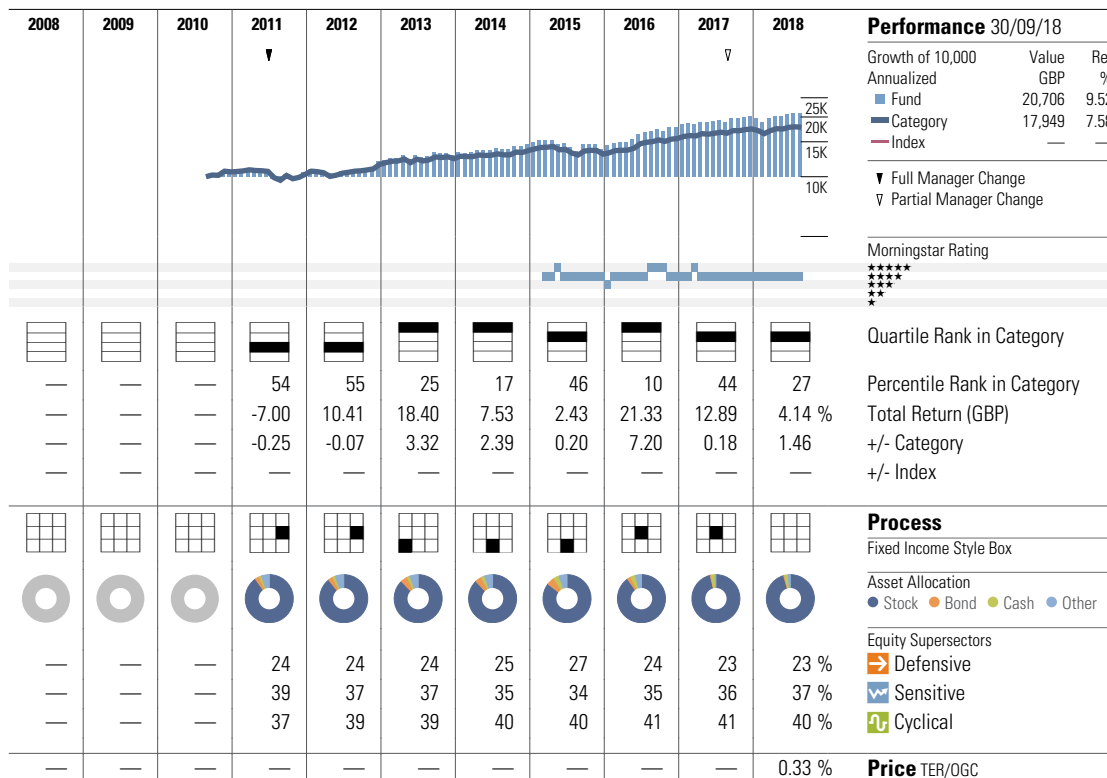 2008 2009 2010 2011 2012 2013 2014 2015 2016 2017 2018
Performance 30/09/18
Growth of 10,000 Value Re
Annualized GBP %
Fund 20,706 9.52
Category 17,949 7.58
Index — —
25K
20K
15K
10K
Full Manager Change
Partial Manager Change
Morningstar Rating
★★★★★
★★★★
★★★
★★
★
Quartile Rank in Category
— — — 54 55 25 17 46 10 44 27 Percentile Rank in Category
— — — -7.00 10.41 18.40 7.53 2.43 21.33 12.89 4.14 % Total Return (GBP)
— — — -0.25 -0.07 3.32 2.39 0.20 7.20 0.18 1.46 +/- Category
— — — — — — — — — — — +/- Index
Process
Fixed Income Style Box
Asset Allocation
Stock Bond Cash Other
Equity Supersectors
— — — 24 24 24 25 27 24 23 23 % Defensive
— — — 39 37 37 35 34 35 36 37 % Sensitive
— — — 37 39 39 40 40 41 41 40 % Cyclical
— — — — — — — — — — 0.33 % Price TER/OGC